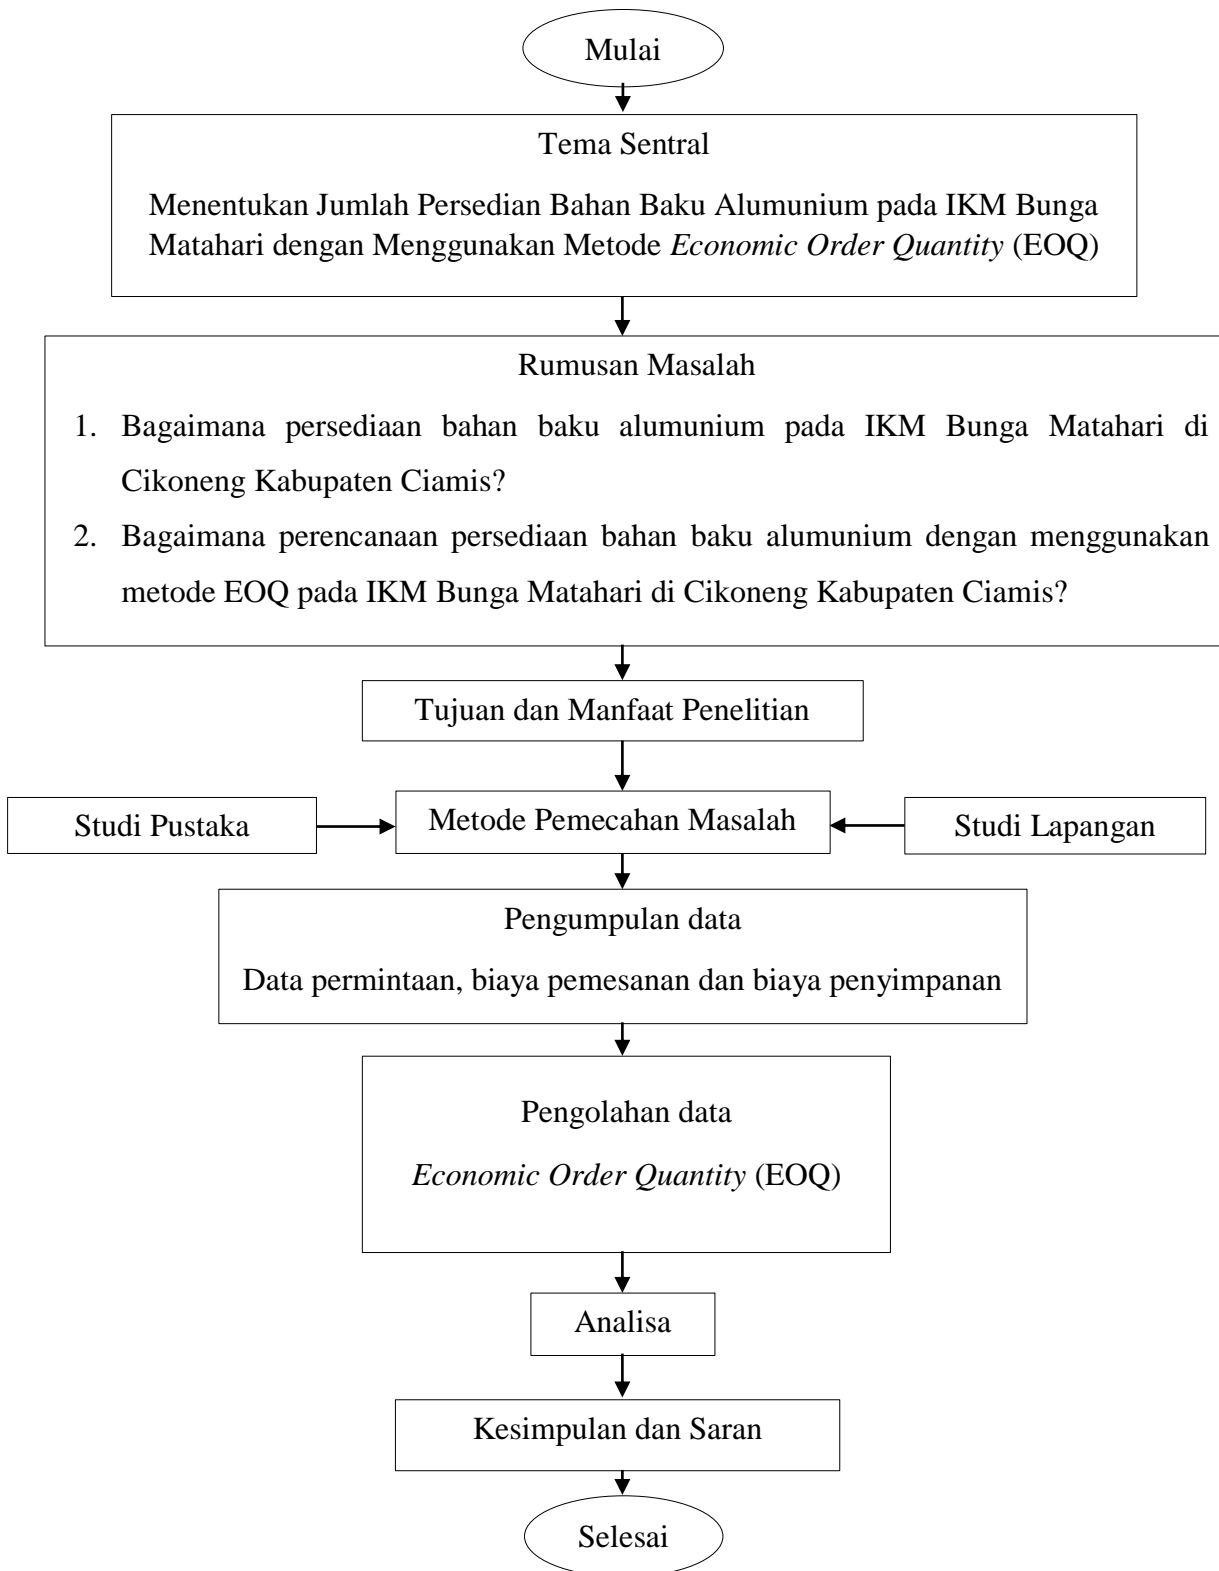 Mulai
Tema Sentral
Menentukan Jumlah Persedian Bahan Baku Alumunium pada IKM Bunga
Matahari dengan Menggunakan Metode Economic Order Quantity (EOQ)
Rumusan Masalah
1. Bagaimana persediaan bahan baku alumunium pada IKM Bunga Matahari di
Cikoneng Kabupaten Ciamis?
2. Bagaimana perencanaan persediaan bahan baku alumunium dengan menggunakan
metode EOQ pada IKM Bunga Matahari di Cikoneng Kabupaten Ciamis?
Tujuan dan Manfaat Penelitian
Studi Pustaka
Metode Pemecahan Masalah
Studi Lapangan
Pengumpulan data
Data permintaan, biaya pemesanan dan biaya penyimpanan
Pengolahan data
Economic Order Quantity (EOQ)
Analisa
Kesimpulan dan Saran
Selesai